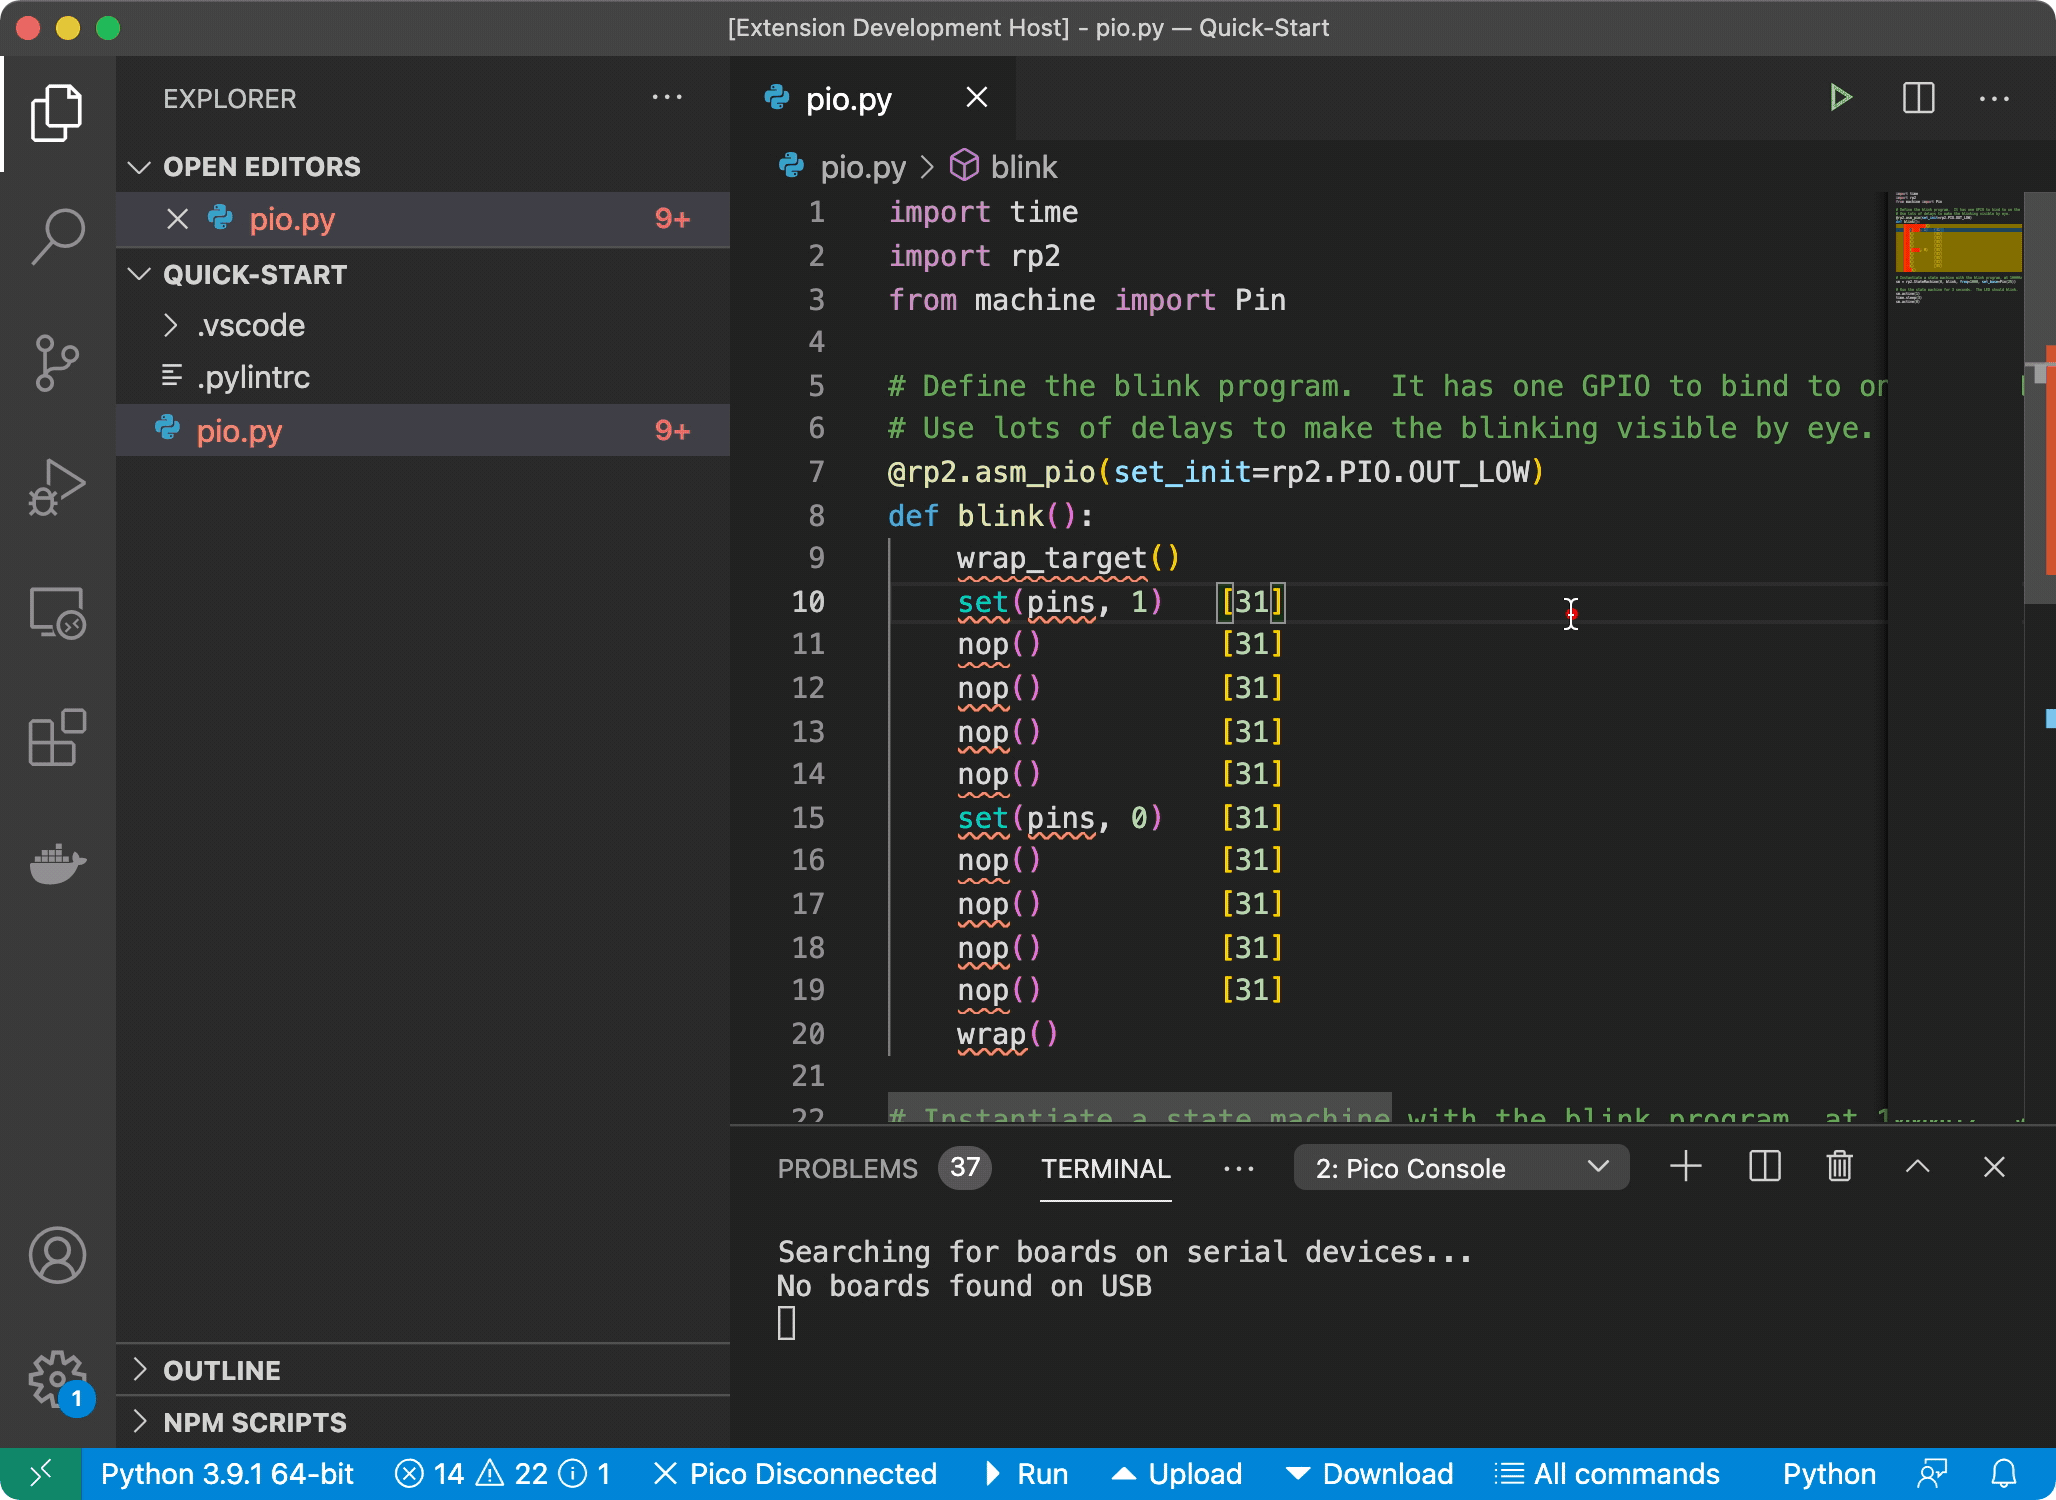 [Extension Development Host] - pio.py — Quick-Start
EXPLORER
OPEN EDITORS
pio.py 9+
QUICK-START
.vscode
.pylintrc
pio.py 9+
OUTLINE
NPM SCRIPTS
1
pio.py
pio.py > blink
1 import time
2 import rp2
3 from machine import Pin
4
5 # Define the blink program.  It has one GPIO to bind to on
6 # Use lots of delays to make the blinking visible by eye.
7 @rp2.asm_pio(set_init=rp2.PIO.OUT_LOW)
8 def blink():
9     wrap_target()
10     set(pins, 1)   [31]
11     nop()          [31]
12     nop()          [31]
13     nop()          [31]
14     nop()          [31]
15     set(pins, 0)   [31]
16     nop()          [31]
17     nop()          [31]
18     nop()          [31]
19     nop()          [31]
20     wrap()
21
22 # Instantiate a state machine with the blink program, at
PROBLEMS 37 TERMINAL ... 2: Pico Console
Searching for boards on serial devices...
No boards found on USB
Python 3.9.1 64-bit 14 22 1 Pico Disconnected Run Upload Download All commands Python